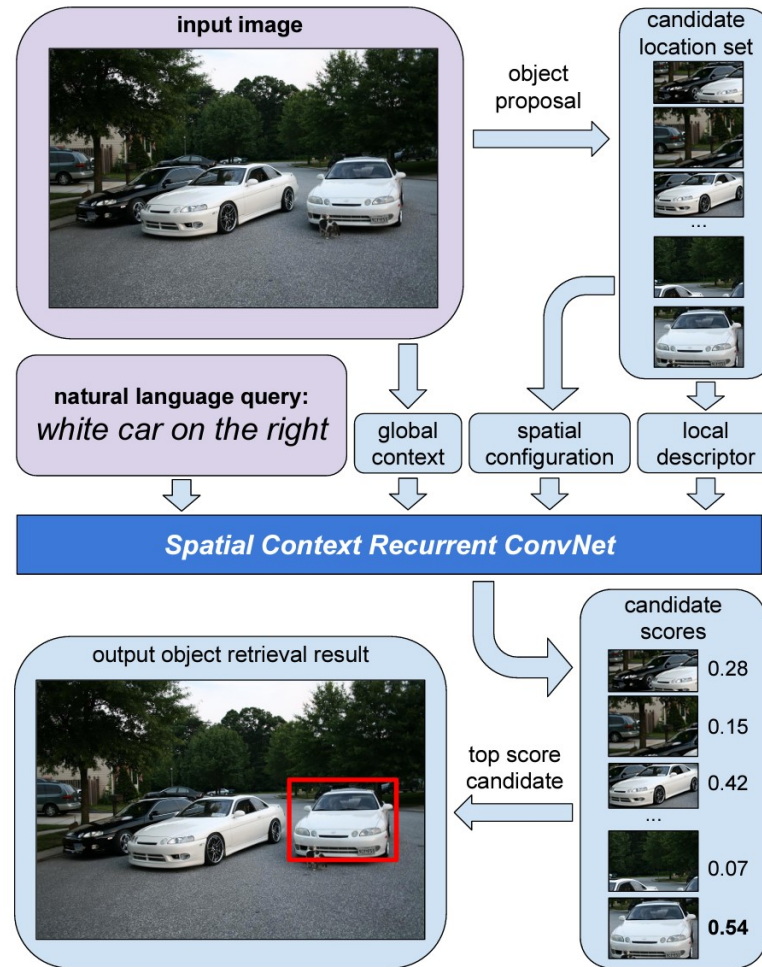 input image
object
proposal
candidate
location set
...
natural language query:
white car on the right
global
context
spatial
configuration
local
descriptor
Spatial Context Recurrent ConvNet
output object retrieval result
top score
candidate
candidate
scores
0.28
0.15
0.42
...
0.07
0.54